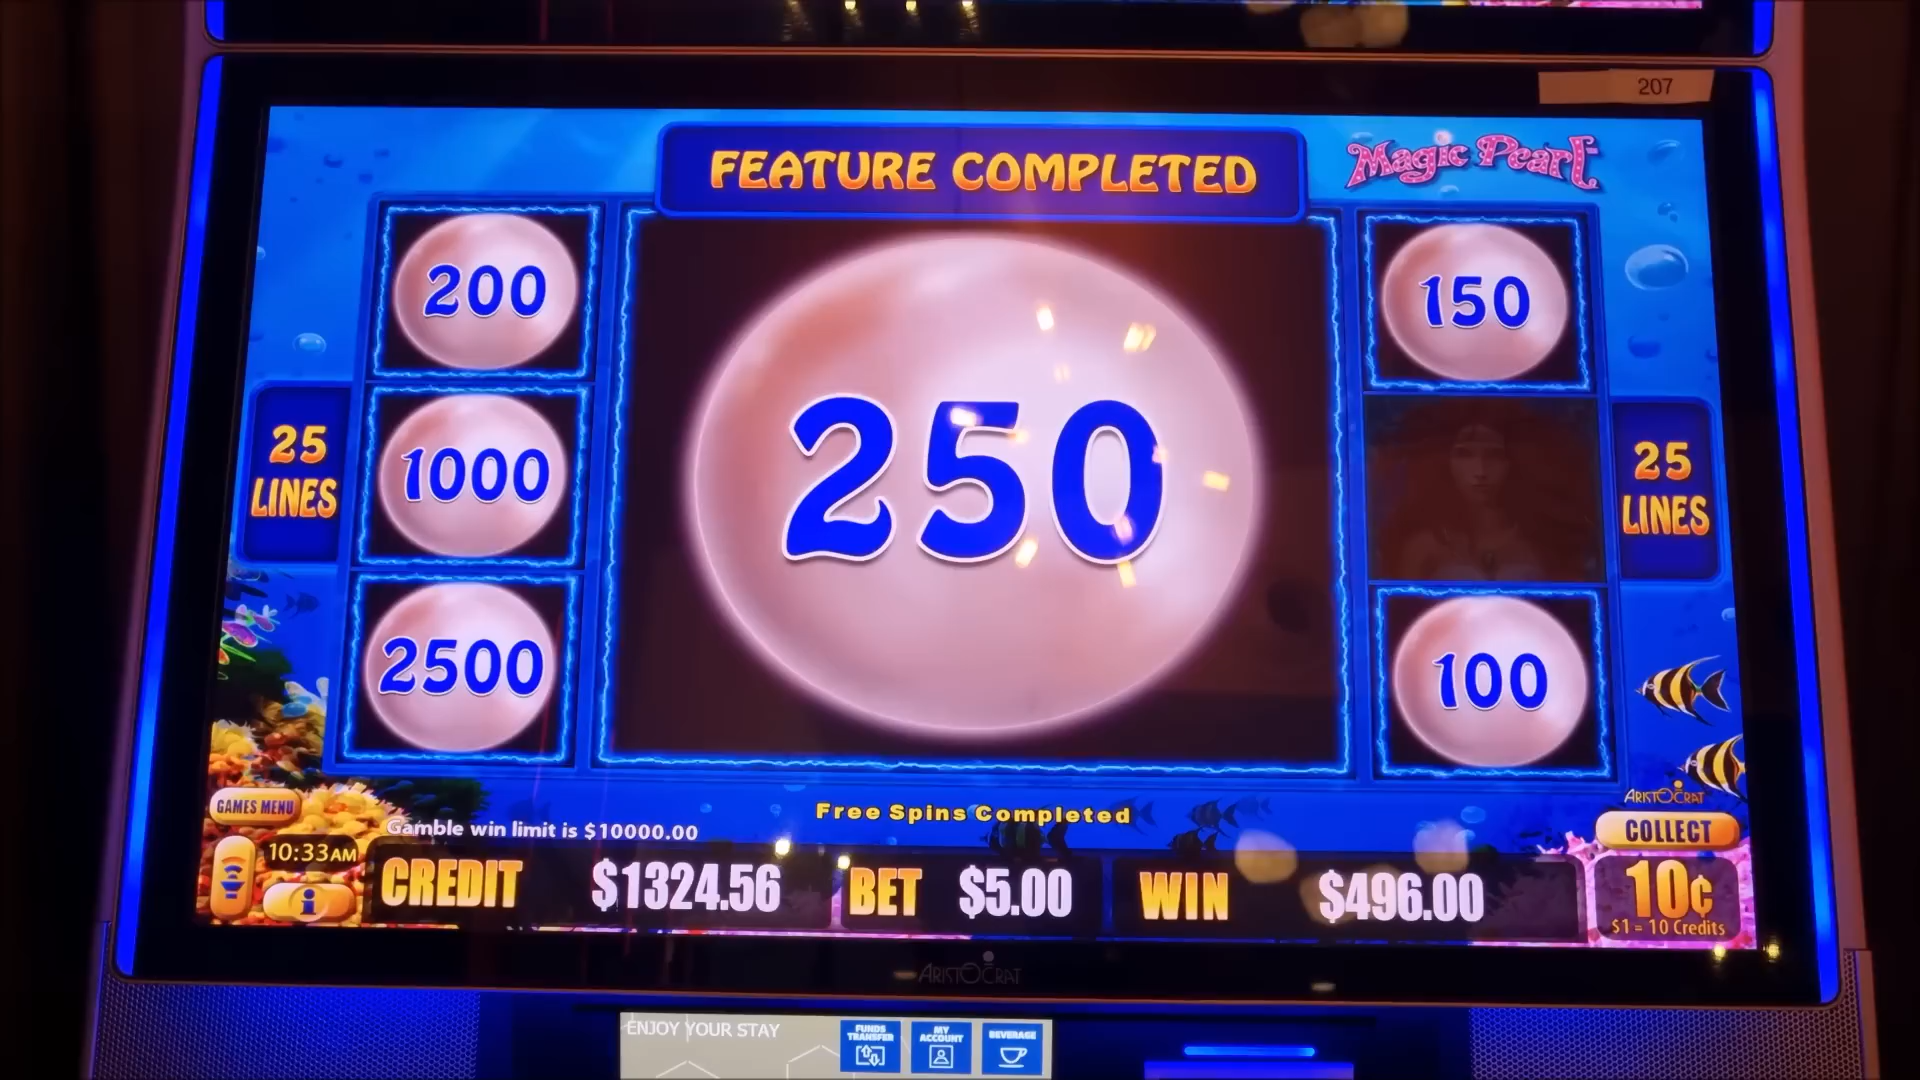 207
FEATURE COMPLETED
Magic Pearl
200
150
250
25
LINES
1000
25
LINES
2500
100
GAMES MENU
Free Spins Completed
ARISTOCRAT
Gamble win limit is $10000.00
COLLECT
10:33AM
CREDIT $1324.56 BET $5.00 WIN $496.00
10¢
$1 = 10 Credits
i
ARISTOCRAT
ENJOY YOUR STAY
FUNDS
TRANSFER
MY
ACCOUNT
BEVERAGE